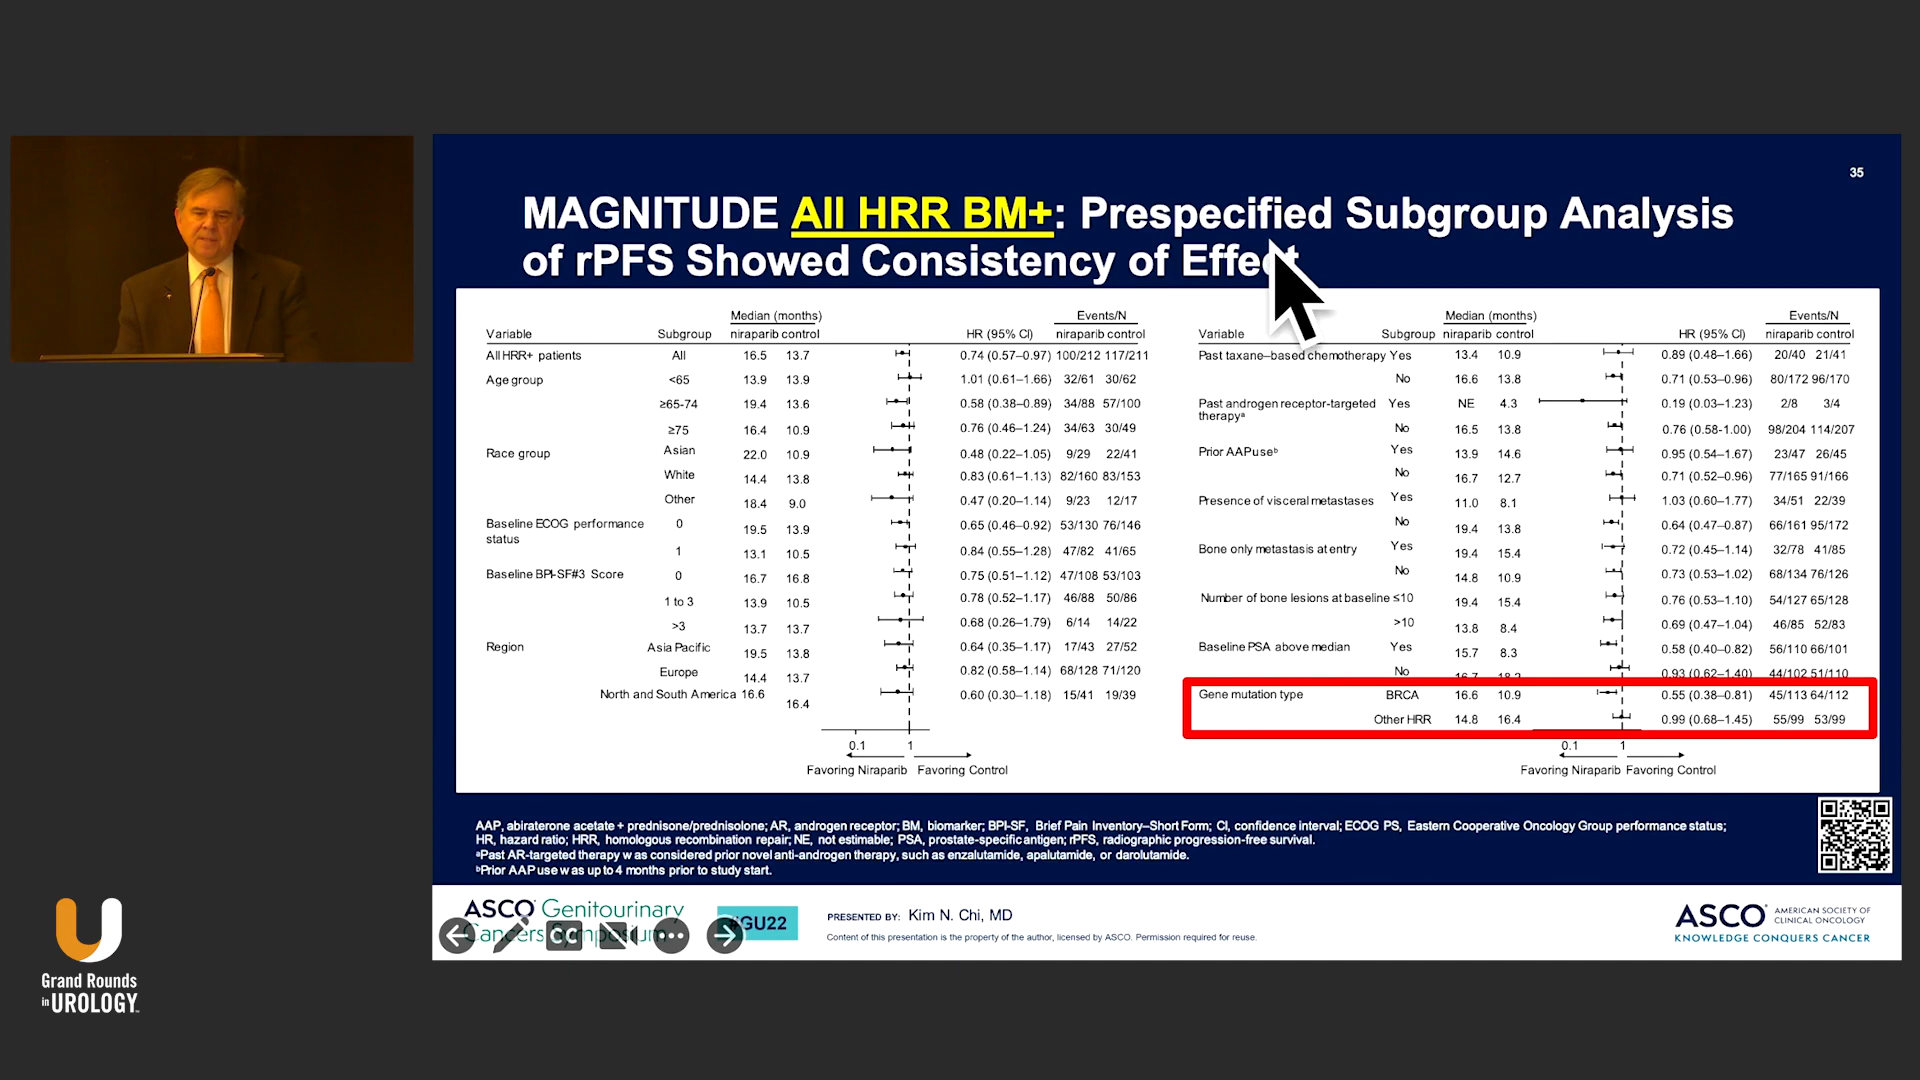 35
MAGNITUDE All HRR BM+: Prespecified Subgroup Analysis
of rPFS Showed Consistency of Effect
Median (months) Events/N
Variable Subgroup niraparib control HR (95% CI) niraparib control
All HRR+ patients All 16.5 13.7 0.74 (0.57–0.97) 100/212 117/211
Age group <65 13.9 13.9 1.01 (0.61–1.66) 32/61 30/62
≥65-74 19.4 13.6 0.58 (0.38–0.89) 34/88 57/100
≥75 16.4 10.9 0.76 (0.46–1.24) 34/63 30/49
Race group Asian 22.0 10.9 0.48 (0.22–1.05) 9/29 22/41
White 14.4 13.8 0.83 (0.61–1.13) 82/160 83/153
Other 18.4 9.0 0.47 (0.20–1.14) 9/23 12/17
Baseline ECOG performance status 0 19.5 13.9 0.65 (0.46–0.92) 53/130 76/146
1 13.1 10.5 0.84 (0.55–1.28) 47/82 41/65
Baseline BPI-SF#3 Score 0 16.7 16.8 0.75 (0.51–1.12) 47/108 53/103
1 to 3 13.9 10.5 0.78 (0.52–1.17) 46/88 50/86
>3 13.7 13.7 0.68 (0.26–1.79) 6/14 14/22
Region Asia Pacific 19.5 13.8 0.64 (0.35–1.17) 17/43 27/52
Europe 14.4 13.7 0.82 (0.58–1.14) 68/128 71/120
North and South America 16.6 16.4 0.60 (0.30–1.18) 15/41 19/39
0.1 1
Favoring Niraparib Favoring Control
Median (months) Events/N
Variable Subgroup niraparib control HR (95% CI) niraparib control
Past taxane–based chemotherapy Yes 13.4 10.9 0.89 (0.48–1.66) 20/40 21/41
No 16.6 13.8 0.71 (0.53–0.96) 80/172 96/170
Past androgen receptor-targeted therapyᵃ Yes NE 4.3 0.19 (0.03–1.23) 2/8 3/4
No 16.5 13.8 0.76 (0.58-1.00) 98/204 114/207
Prior AAP useᵇ Yes 13.9 14.6 0.95 (0.54–1.67) 23/47 26/45
No 16.7 12.7 0.71 (0.52–0.96) 77/165 91/166
Presence of visceral metastases Yes 11.0 8.1 1.03 (0.60–1.77) 34/51 22/39
No 19.4 13.8 0.64 (0.47–0.87) 66/161 95/172
Bone only metastasis at entry Yes 19.4 15.4 0.72 (0.45–1.14) 32/78 41/85
No 14.8 10.9 0.73 (0.53–1.02) 68/134 76/126
Number of bone lesions at baseline ≤10 19.4 15.4 0.76 (0.53–1.10) 54/127 65/128
>10 13.8 8.4 0.69 (0.47–1.04) 46/85 52/83
Baseline PSA above median Yes 15.7 8.3 0.58 (0.40–0.82) 56/110 66/101
No 0.93 (0.62–1.40) 44/102 51/110
Gene mutation type BRCA 16.6 10.9 0.55 (0.38–0.81) 45/113 64/112
Other HRR 14.8 16.4 0.99 (0.68–1.45) 55/99 53/99
0.1 1
Favoring Niraparib Favoring Control
AAP, abiraterone acetate + prednisone/prednisolone; AR, androgen receptor; BM, biomarker; BPI-SF, Brief Pain Inventory–Short Form; CI, confidence interval; ECOG PS, Eastern Cooperative Oncology Group performance status;
HR, hazard ratio; HRR, homologous recombination repair; NE, not estimable; PSA, prostate-specific antigen; rPFS, radiographic progression-free survival.
ᵃPast AR-targeted therapy was considered prior novel anti-androgen therapy, such as enzalutamide, apalutamide, or darolutamide.
ᵇPrior AAP use was up to 4 months prior to study start.
ASCO Genitourinary
Cancers Symposium
CC
#GU22
PRESENTED BY: Kim N. Chi, MD
Content of this presentation is the property of the author, licensed by ASCO. Permission required for reuse.
ASCO AMERICAN SOCIETY OF
CLINICAL ONCOLOGY
KNOWLEDGE CONQUERS CANCER
Grand Rounds
in UROLOGY